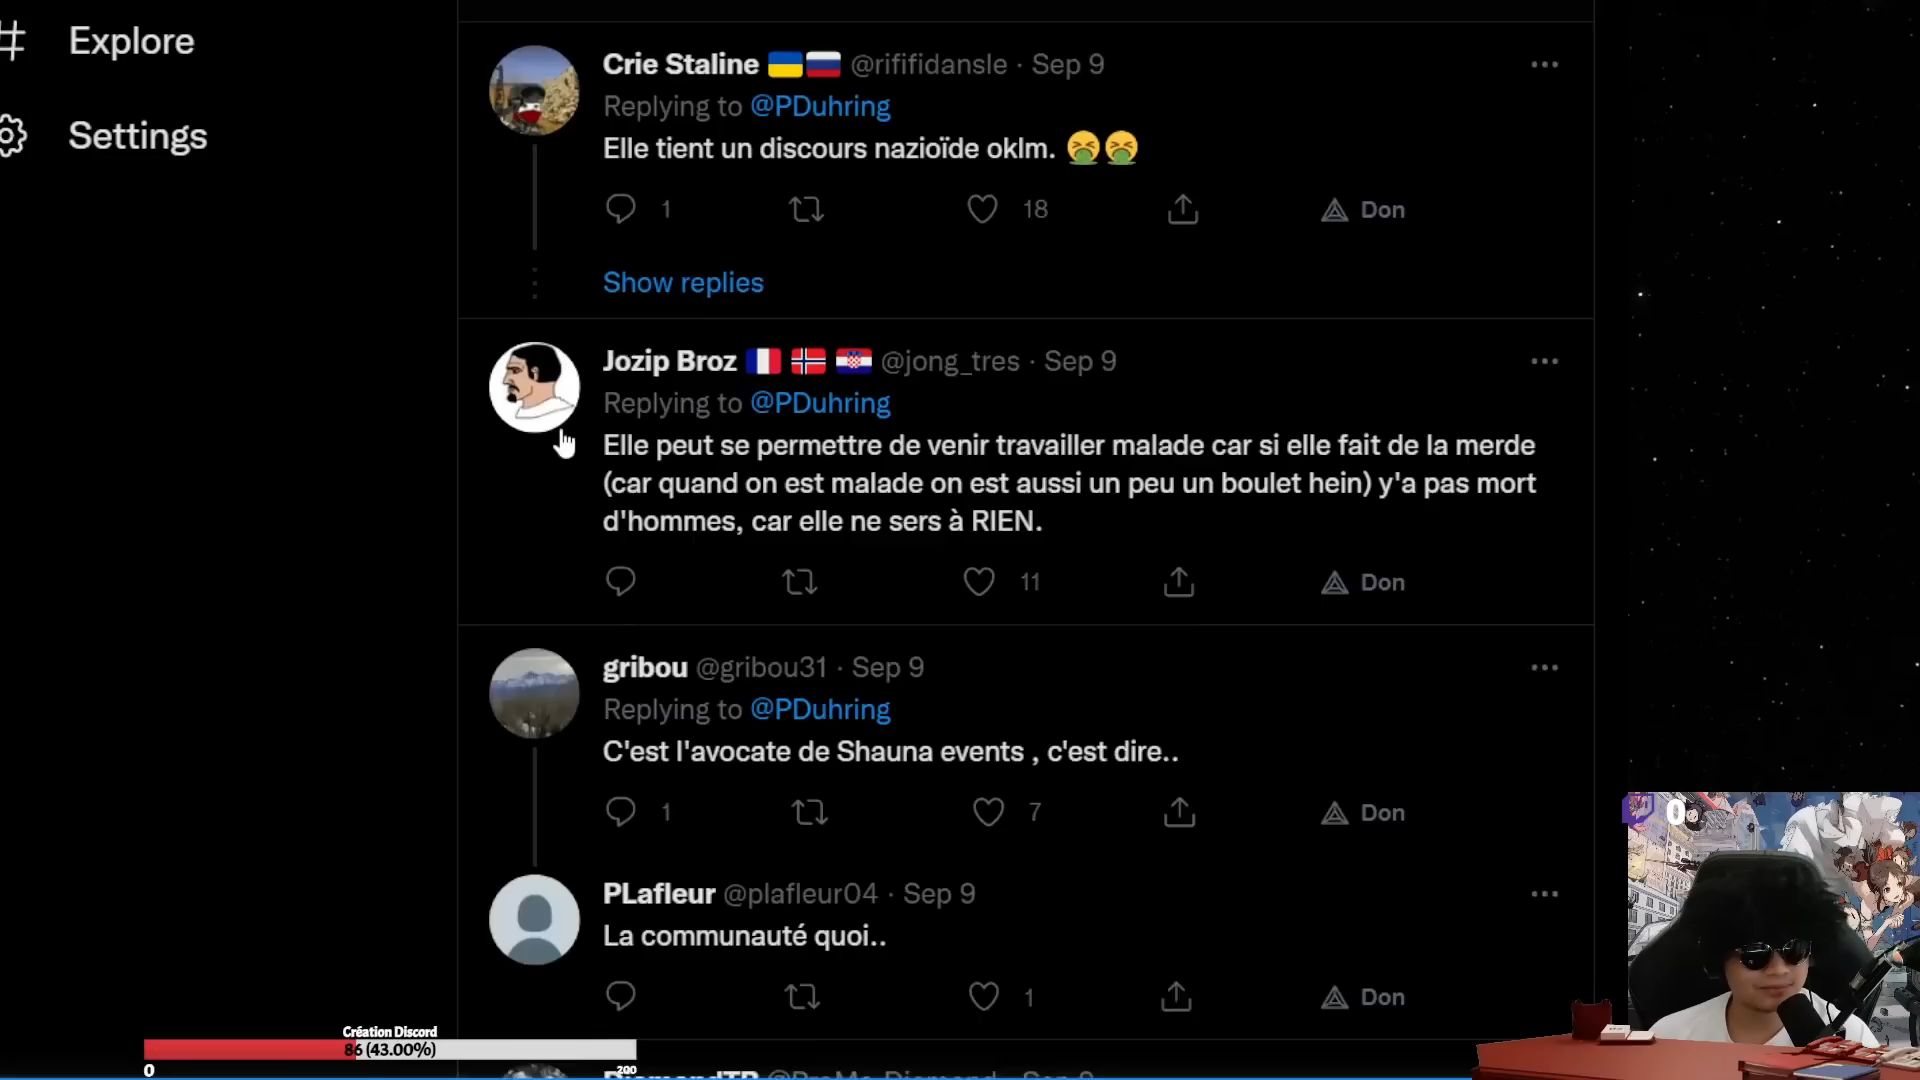 Explore
Settings
Crie Staline @rififidansle · Sep 9
Replying to @PDuhring
Elle tient un discours nazioïde oklm.
1
18
Don
Show replies
Jozip Broz @jong_tres · Sep 9
Replying to @PDuhring
Elle peut se permettre de venir travailler malade car si elle fait de la merde
(car quand on est malade on est aussi un peu un boulet hein) y'a pas mort
d'hommes, car elle ne sers à RIEN.
11
Don
gribou @gribou31 · Sep 9
Replying to @PDuhring
C'est l'avocate de Shauna events , c'est dire..
1
7
Don
PLafleur @plafleur04 · Sep 9
La communauté quoi..
1
Don
0
Création Discord
86 (43.00%)
0
200